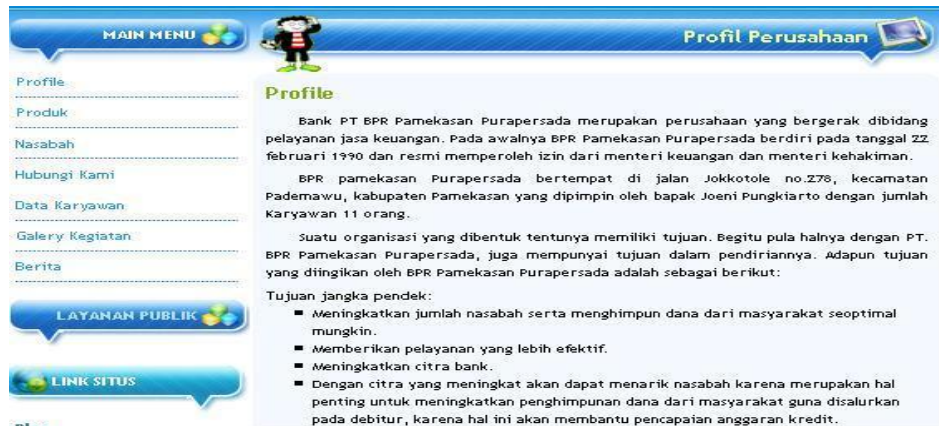 MAIN MENU
Profil Perusahaan
Profile
Produk
Nasabah
Hubungi Kami
Data Karyawan
Galery Kegiatan
Berita
LAYANAN PUBLIK
LINK SITUS
Profile
Bank PT BPR Pamekasan Purapersada merupakan perusahaan yang bergerak dibidang
pelayanan jasa keuangan. Pada awalnya BPR Pamekasan Purapersada berdiri pada tanggal 22
februari 1990 dan resmi memperoleh izin dari menteri keuangan dan menteri kehakiman.
BPR pamekasan Purapersada bertempat di jalan Jokkotole no.278, kecamatan
Pademawu, kabupaten Pamekasan yang dipimpin oleh bapak Joeni Pungkiarto dengan jumlah
Karyawan 11 orang.
Suatu organisasi yang dibentuk tentunya memiliki tujuan. Begitu pula halnya dengan PT.
BPR Pamekasan Purapersada, juga mempunyai tujuan dalam pendiriannya. Adapun tujuan
yang diingikan oleh BPR Pamekasan Purapersada adalah sebagai berikut:
Tujuan jangka pendek:
Meningkatkan jumlah nasabah serta menghimpun dana dari masyarakat seoptimal
mungkin.
Memberikan pelayanan yang lebih efektif.
Meningkatkan citra bank.
Dengan citra yang meningkat akan dapat menarik nasabah karena merupakan hal
penting untuk meningkatkan penghimpunan dana dari masyarakat guna disalurkan
pada debitur, karena hal ini akan membantu pencapaian anggaran kredit.